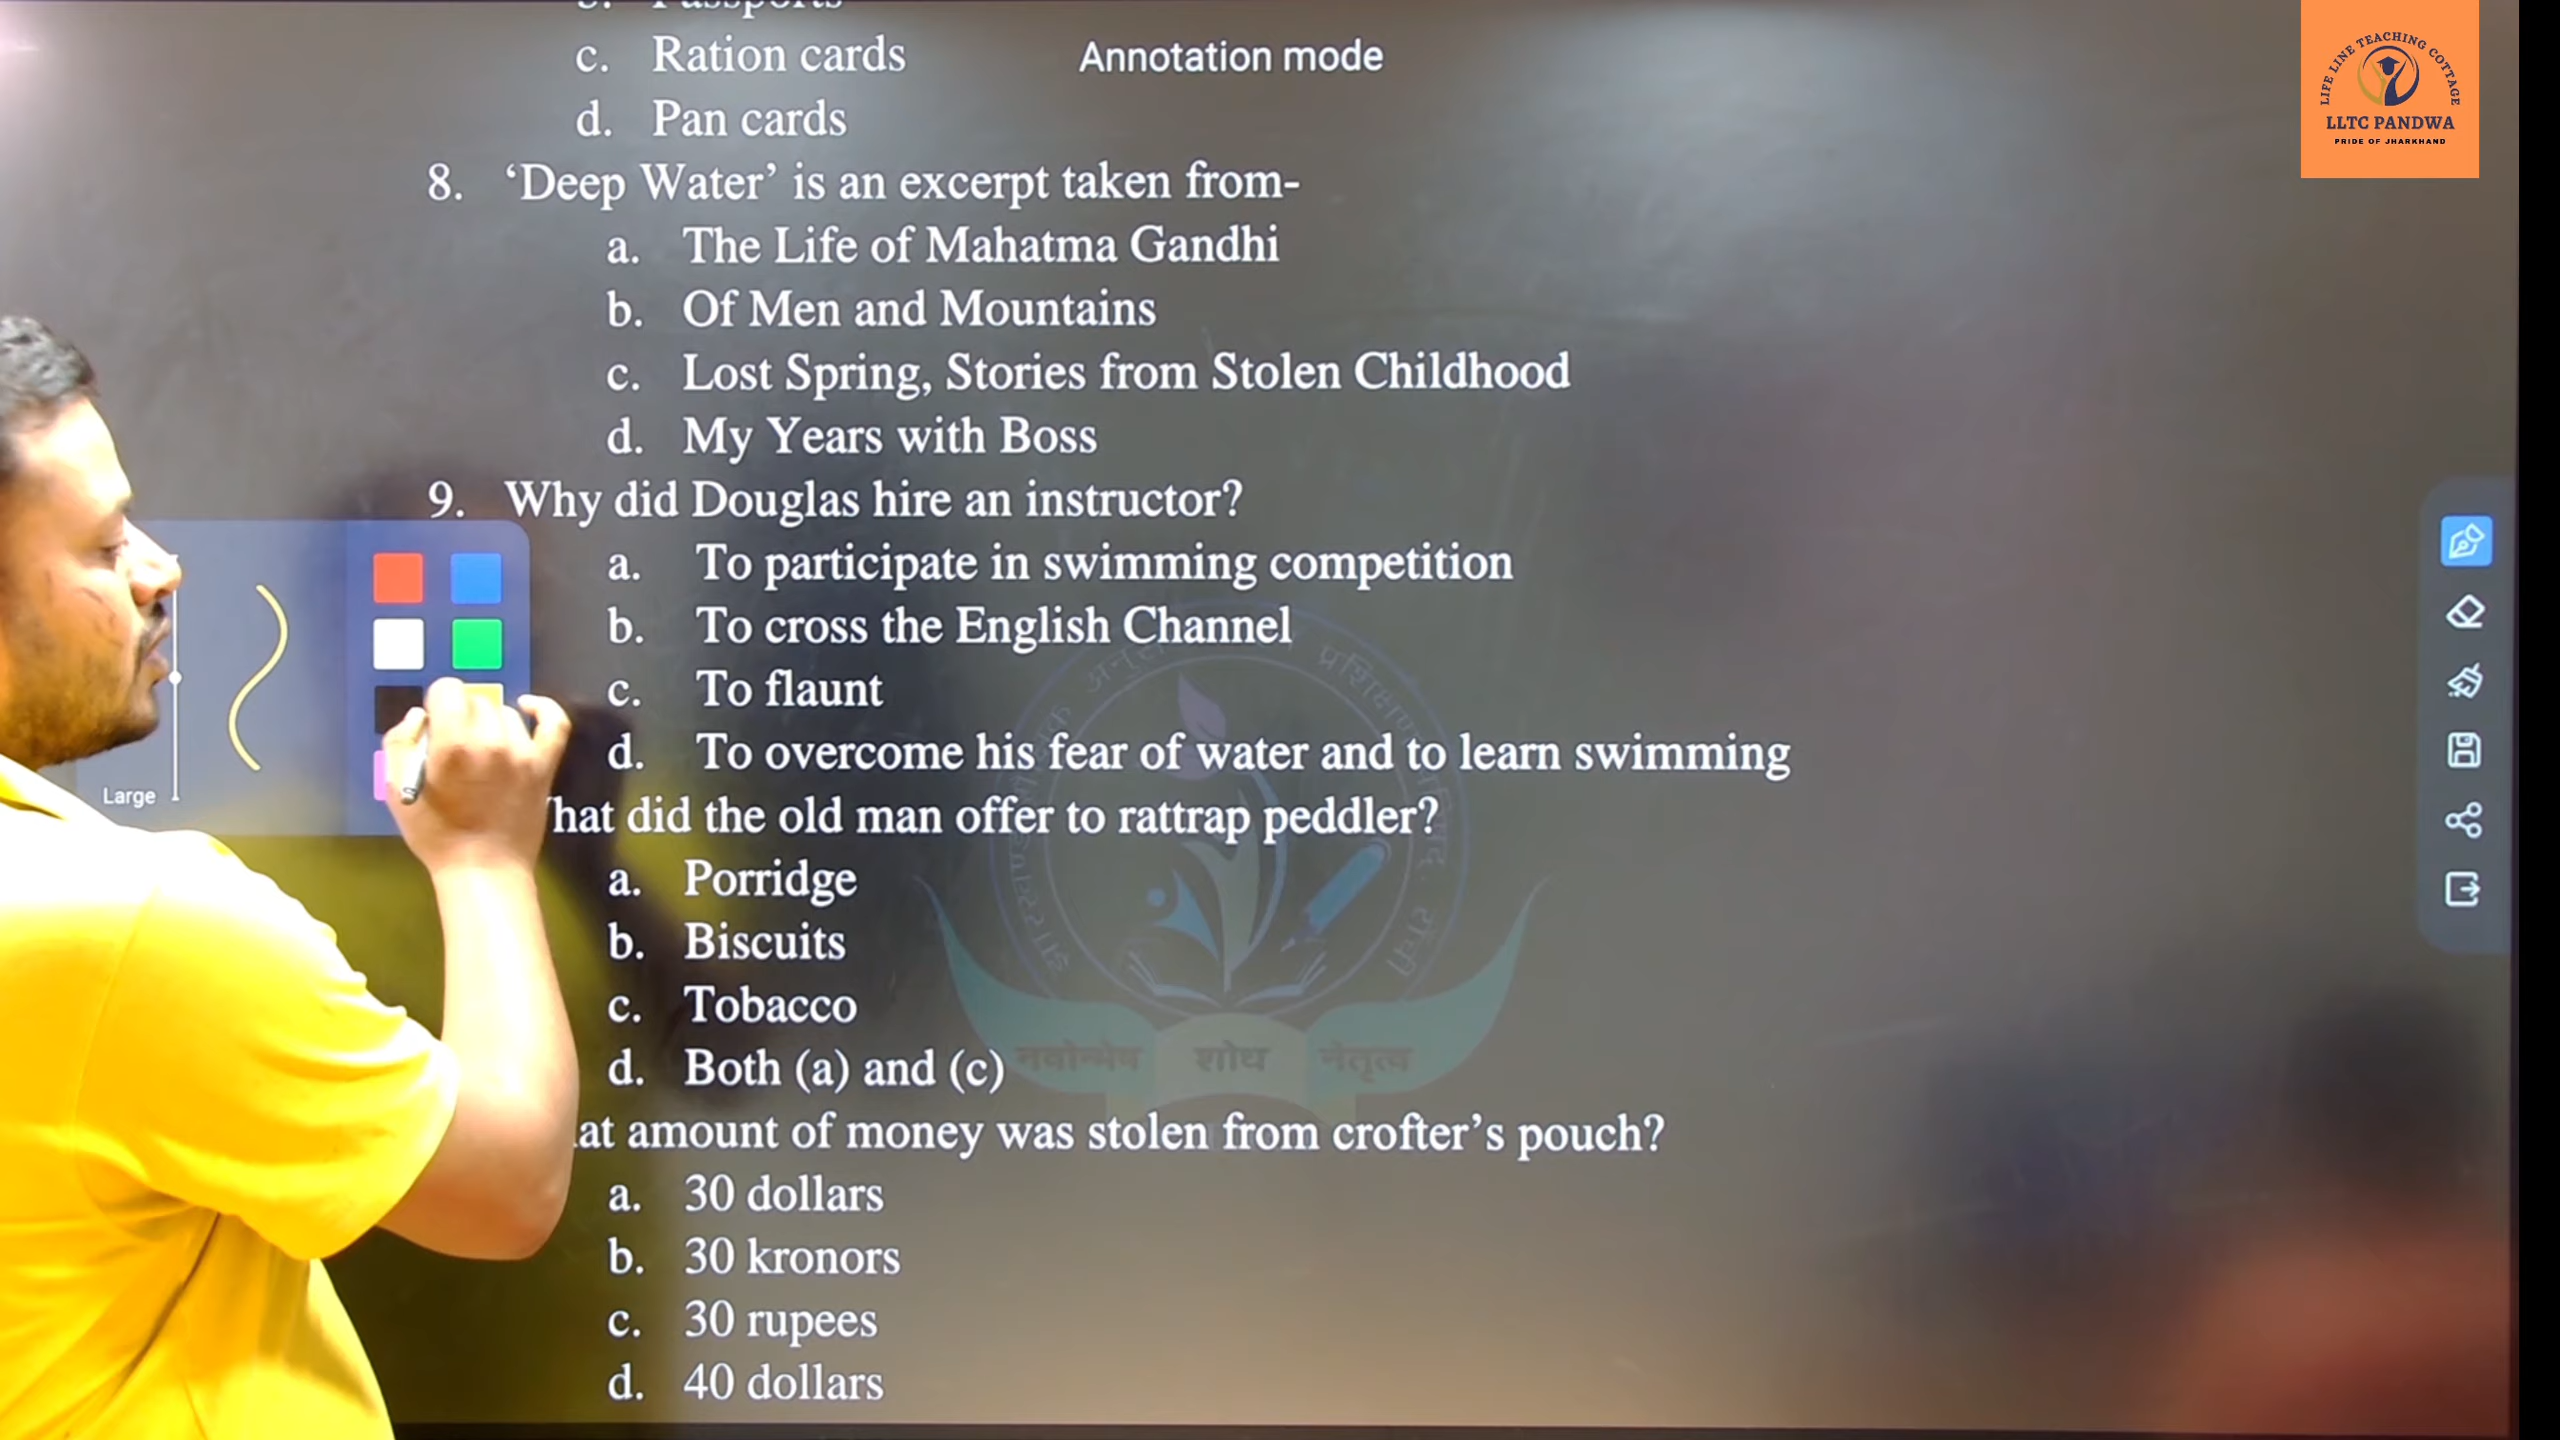 b. Passports
c. Ration cards
Annotation mode
d. Pan cards
8. ‘Deep Water’ is an excerpt taken from-
a. The Life of Mahatma Gandhi
b. Of Men and Mountains
c. Lost Spring, Stories from Stolen Childhood
d. My Years with Boss
9. Why did Douglas hire an instructor?
a. To participate in swimming competition
b. To cross the English Channel
c. To flaunt
d. To overcome his fear of water and to learn swimming
hat did the old man offer to rattrap peddler?
a. Porridge
b. Biscuits
c. Tobacco
d. Both (a) and (c)
at amount of money was stolen from crofter’s pouch?
a. 30 dollars
b. 30 kronors
c. 30 rupees
d. 40 dollars
Large
नवोन्मेष शोध नेतृत्व
LIFE LINE TEACHING COTTAGE
LLTC PANDWA
PRIDE OF JHARKHAND